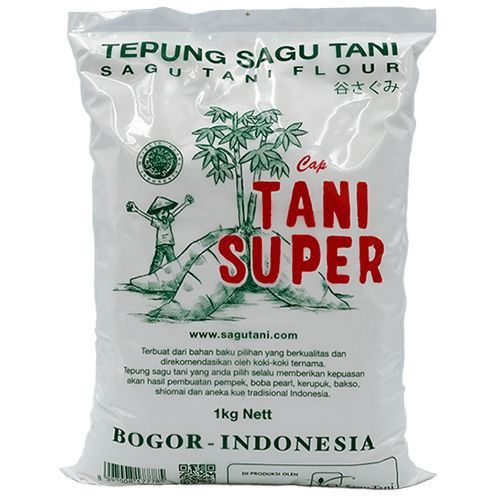 TEPUNG SAGU TANI
SAGU TANI FLOUR
谷さぐみ
Cap
TANI
SUPER
www.sagutani.com
Terbuat dari bahan baku pilihan yang berkualitas dan
direkomendasikan oleh koki-koki ternama.
Tepung sagu tani yang anda pilih selalu memberikan kepuasan
akan hasil pembuatan pempek, boba pearl, kerupuk, bakso,
shiomai dan aneka kue tradisional Indonesia.
1kg Nett
BOGOR - INDONESIA
DI PRODUKSI OLEH
Sagu Tani